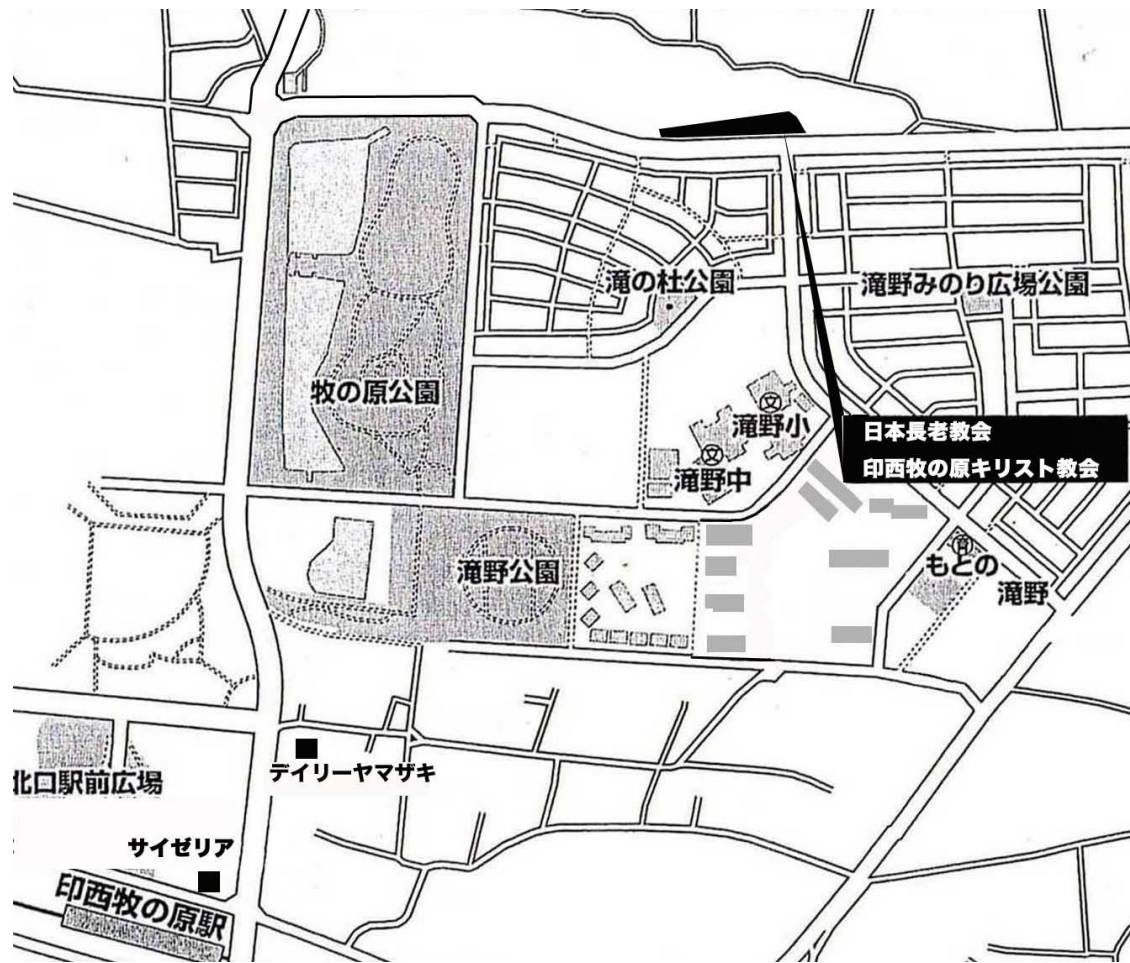 滝の杜公園
滝野みのり広場公園
牧の原公園
滝野小
文
文
滝野中
日本長老教会
印西牧の原キリスト教会
滝野公園
もとの
滝野
北口駅前広場
デイリーヤマザキ
サイゼリア
印西牧の原駅